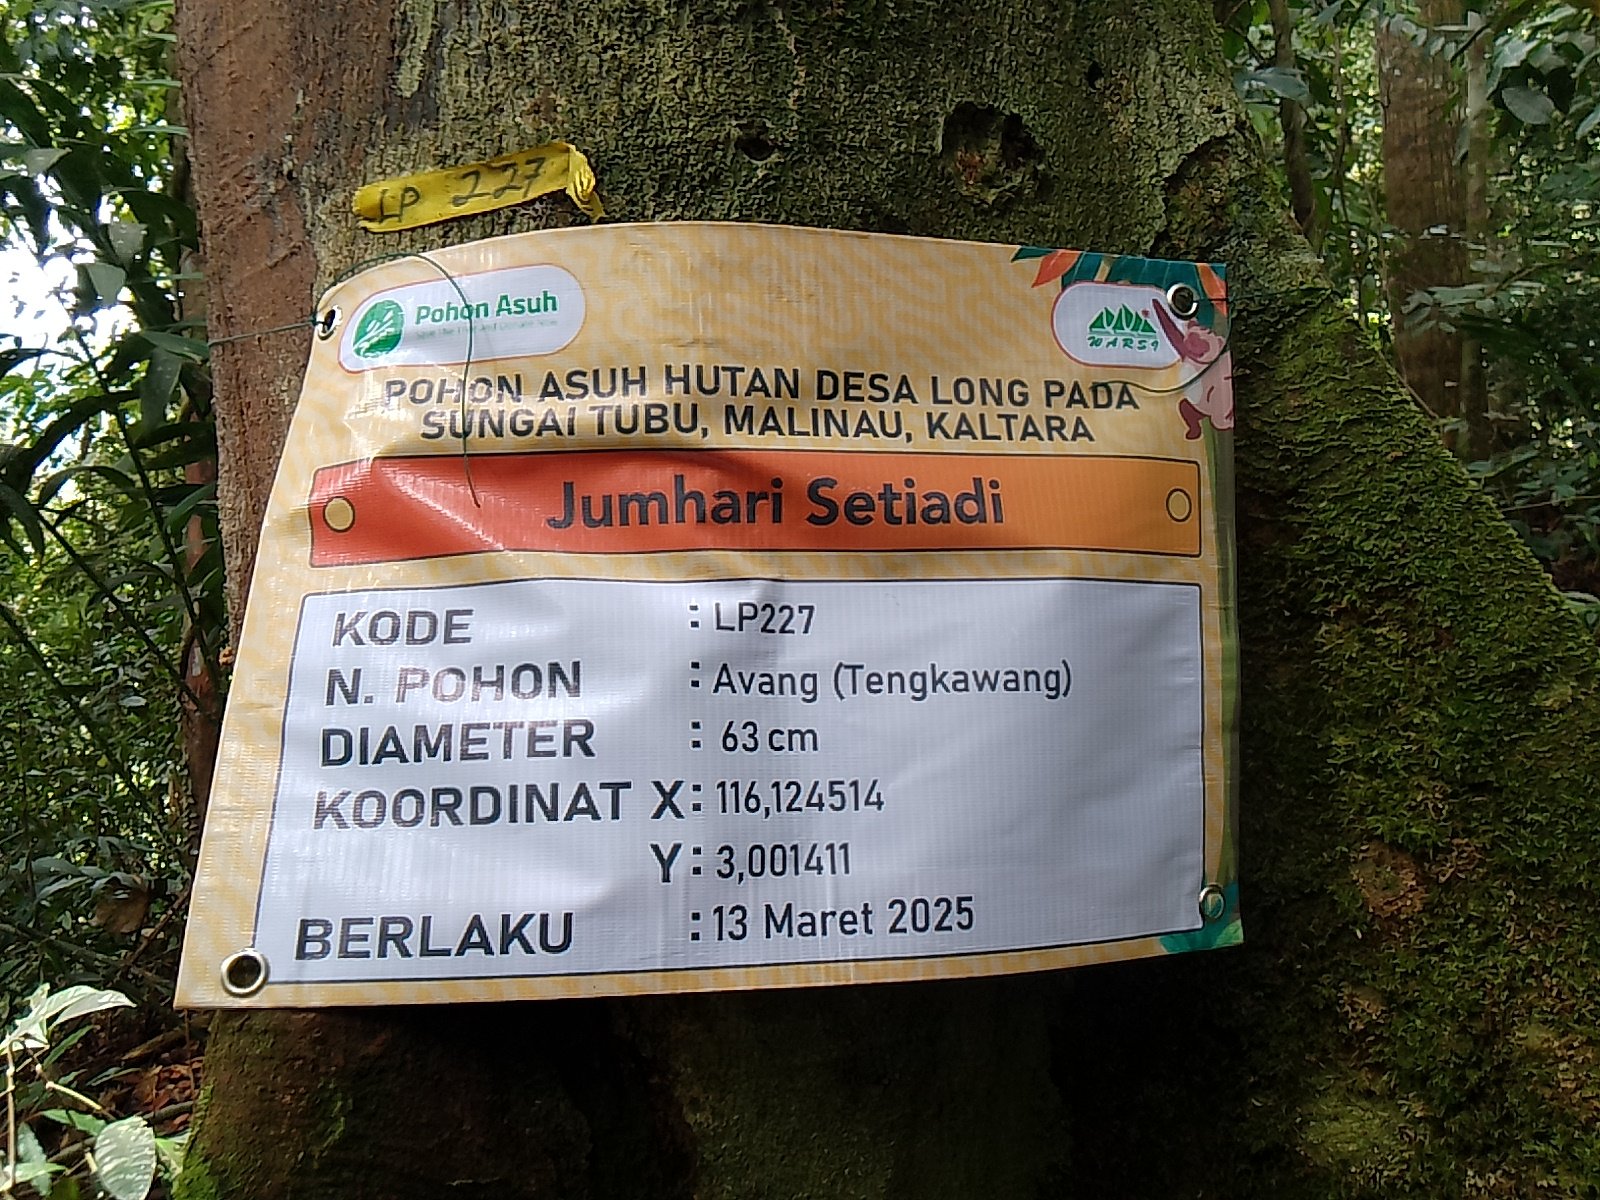 LP 227
Pohon Asuh
WARSI
POHON ASUH HUTAN DESA LONG PADA
SUNGAI TUBU, MALINAU, KALTARA
Jumhari Setiadi
KODE : LP227
N. POHON : Avang (Tengkawang)
DIAMETER : 63 cm
KOORDINAT X : 116,124514
Y : 3,001411
BERLAKU : 13 Maret 2025